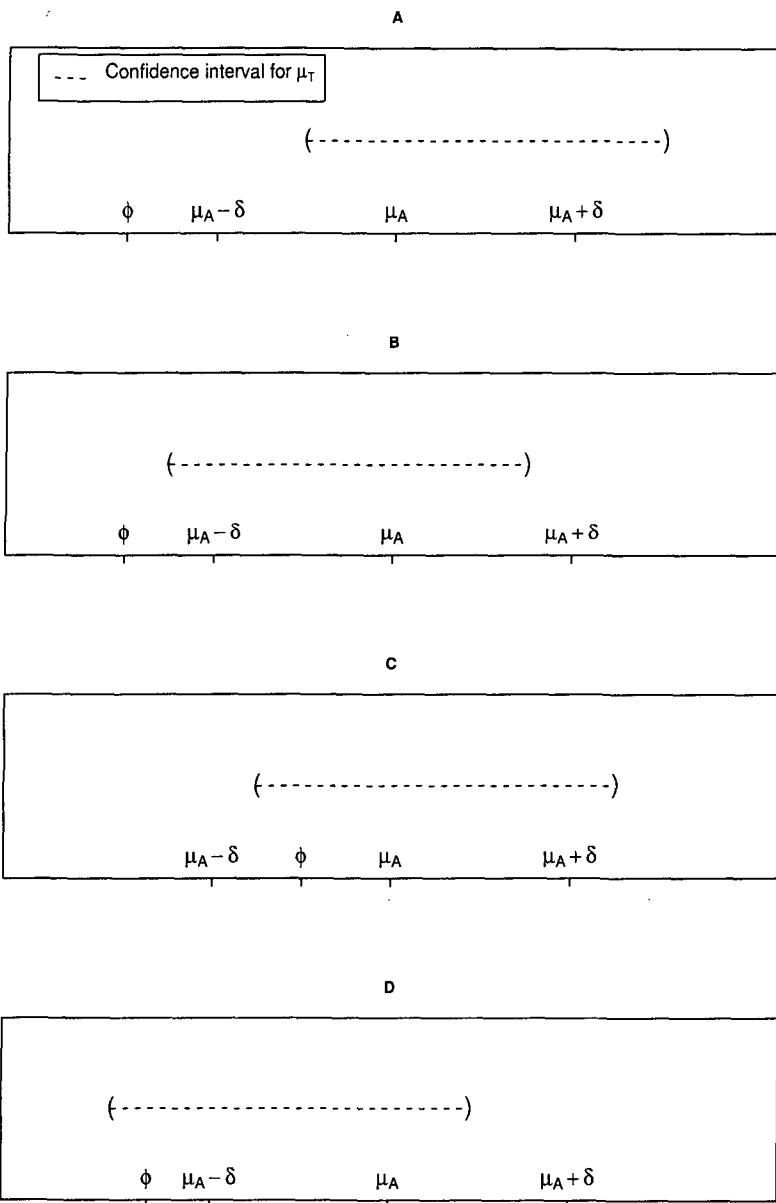 A
--- Confidence interval for μT
ϕ μA−δ μA μA+δ
B
ϕ μA−δ μA μA+δ
C
μA−δ ϕ μA μA+δ
D
ϕ μA−δ μA μA+δ